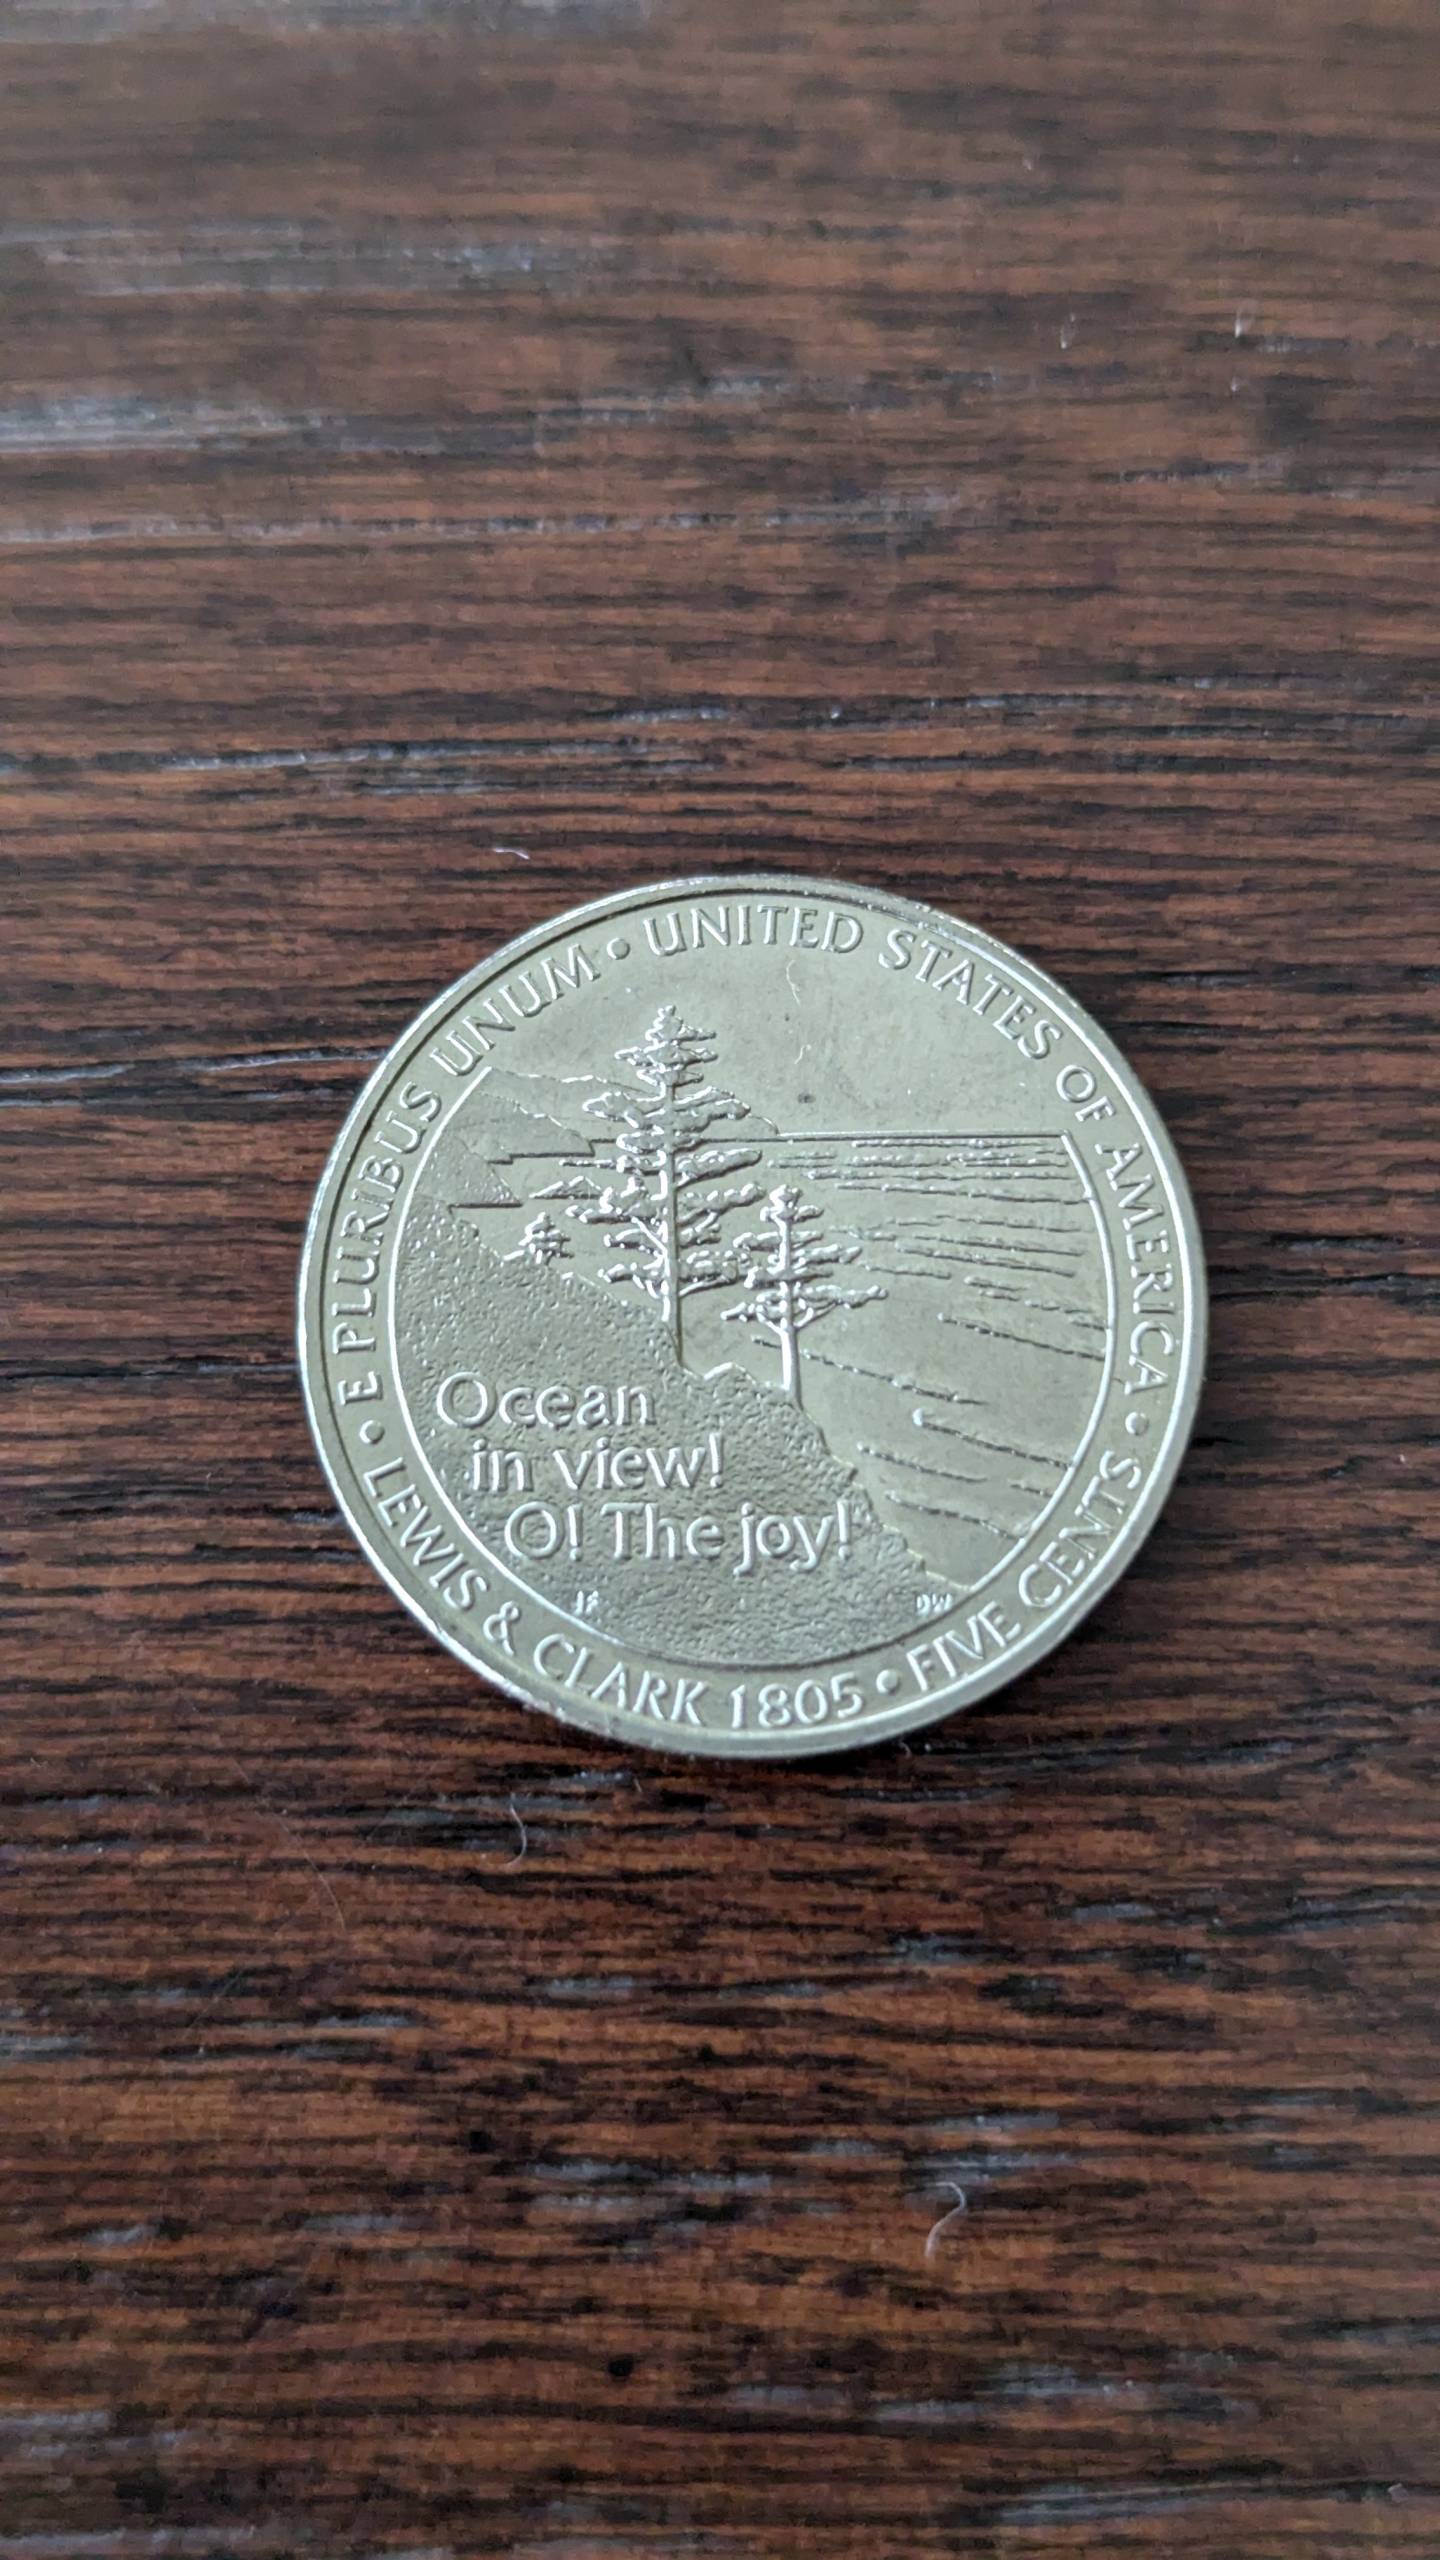 E PLURIBUS UNUM • UNITED STATES OF AMERICA • FIVE CENTS
• LEWIS & CLARK 1805 •
Ocean
in view!
O! The joy!
JF
DW